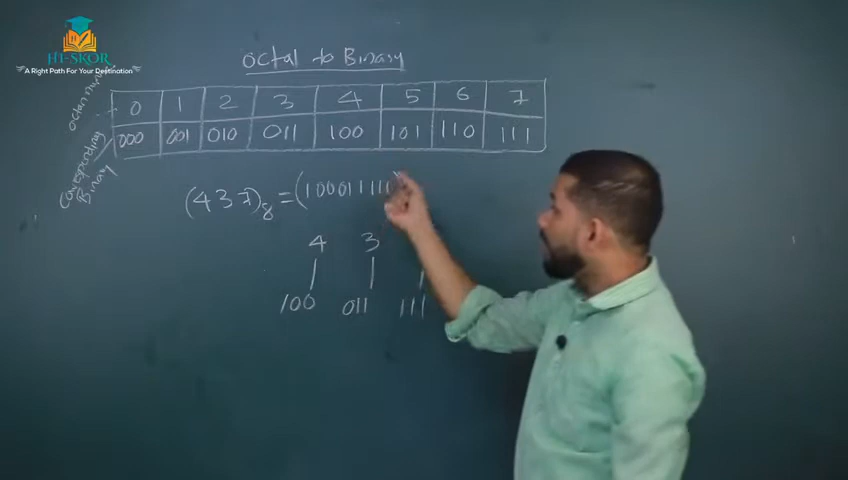 HI-SKOR
A Right Path For Your Destination
Octal to Binary
Octal
0 1 2 3 4 5 6 7
Corresponding Binary
000 001 010 011 100 101 110 111
(437)8 = (100011111
4 3
100 011 111